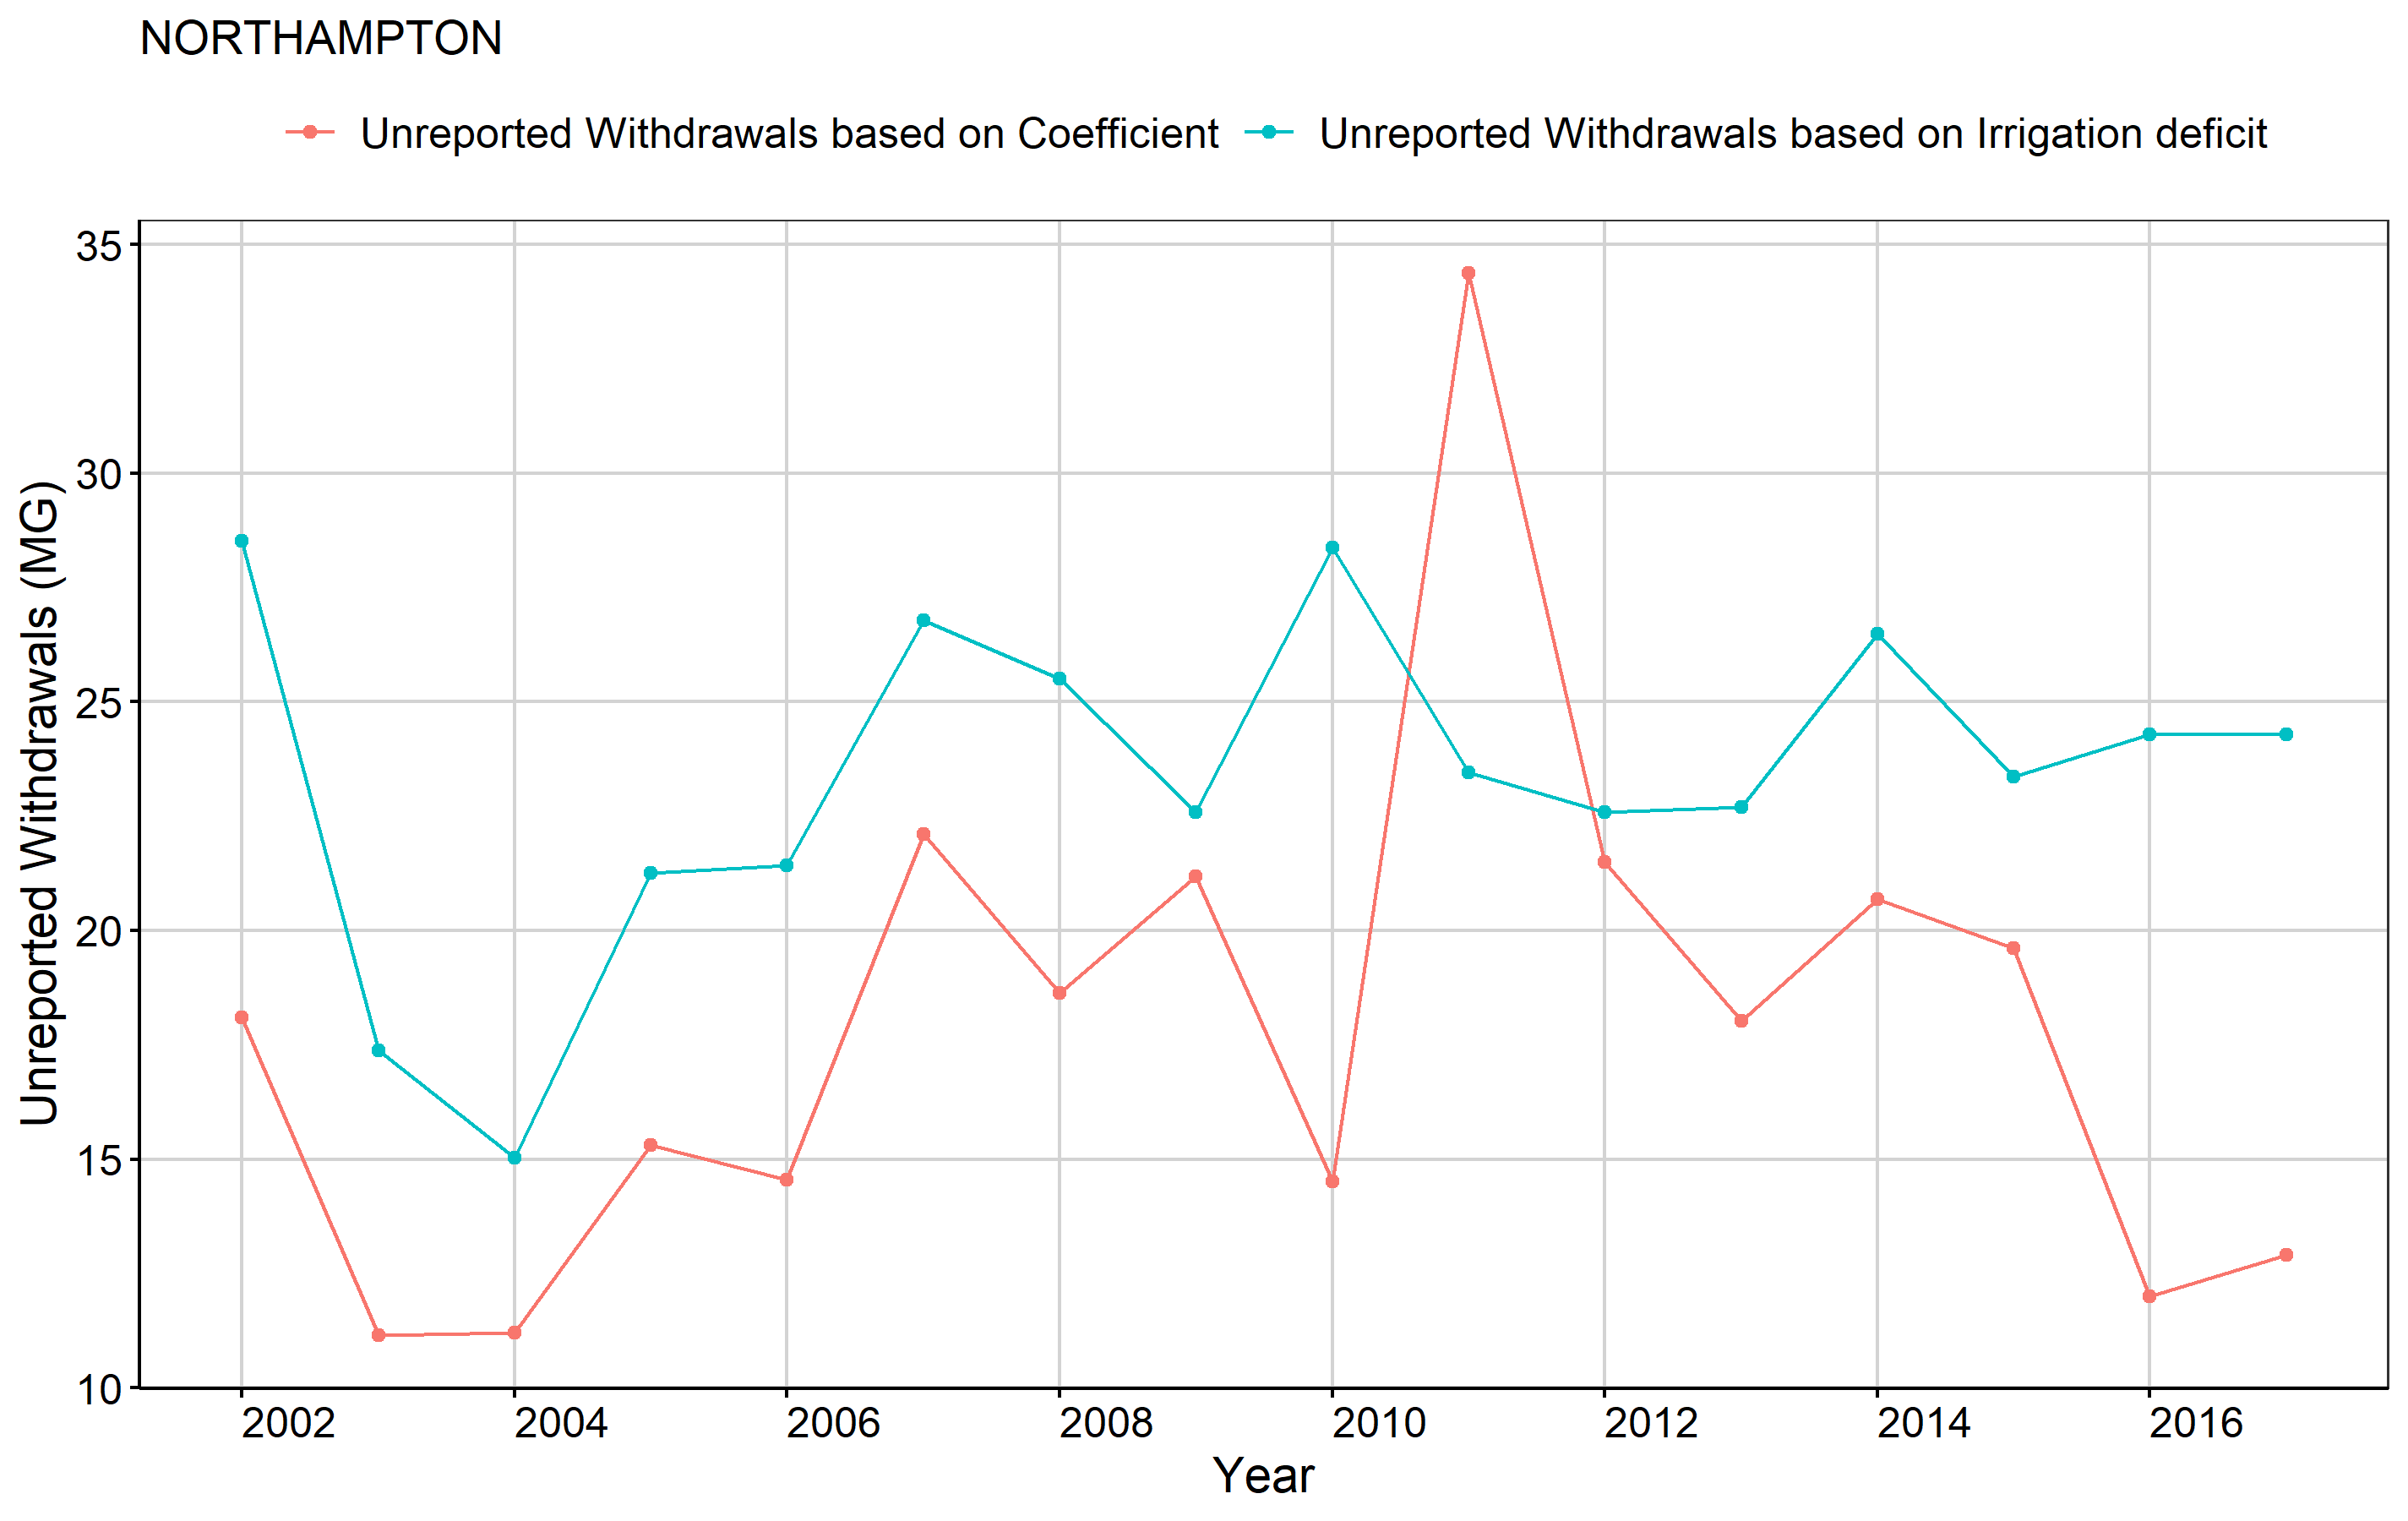 NORTHAMPTON
Unreported Withdrawals based on Coefficient Unreported Withdrawals based on Irrigation deficit
Unreported Withdrawals (MG)
35
30
25
20
15
10
2002 2004 2006 2008 2010 2012 2014 2016
Year